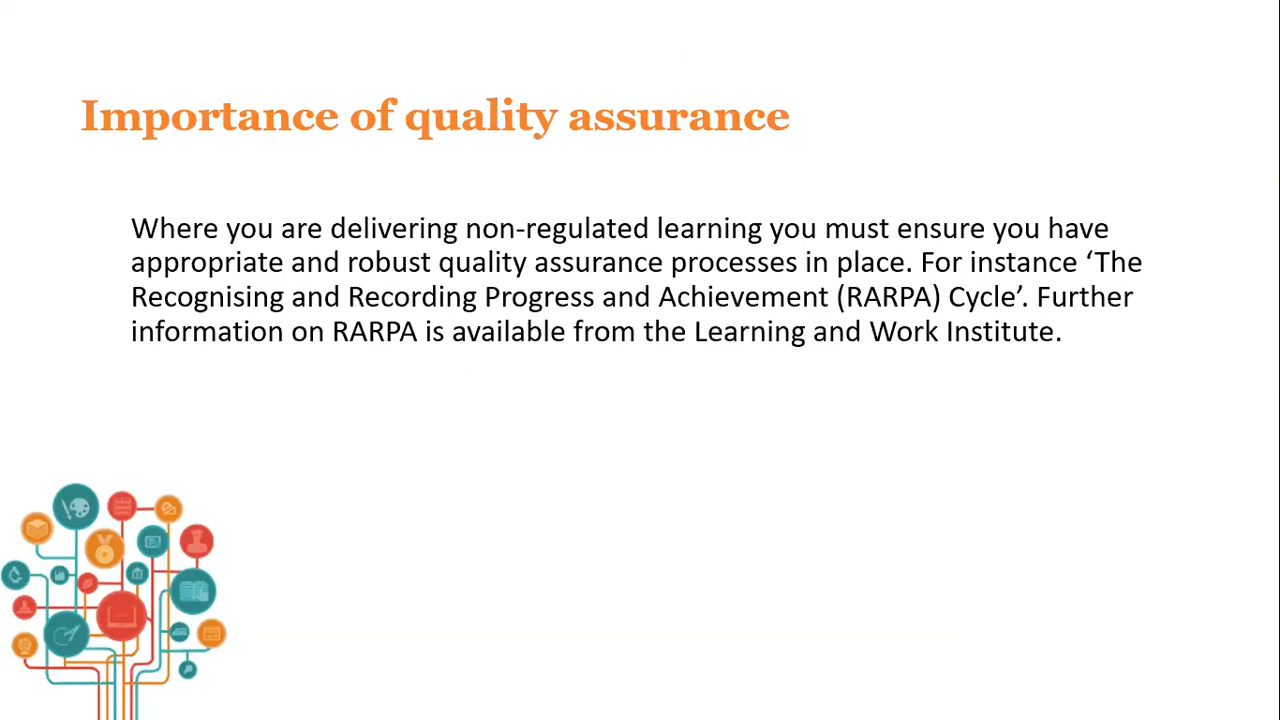 Importance of quality assurance
Where you are delivering non-regulated learning you must ensure you have
appropriate and robust quality assurance processes in place. For instance ‘The
Recognising and Recording Progress and Achievement (RARPA) Cycle’. Further
information on RARPA is available from the Learning and Work Institute.